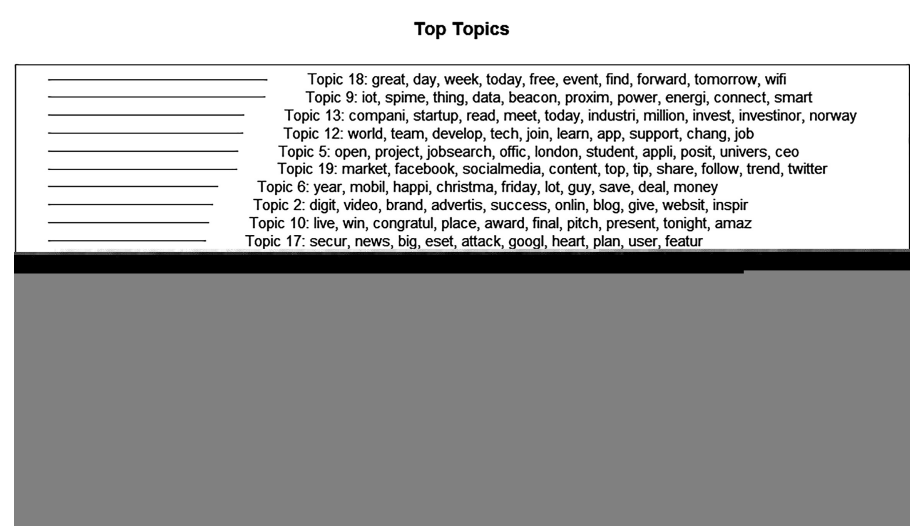 Top Topics
Topic 18: great, day, week, today, free, event, find, forward, tomorrow, wifi
Topic 9: iot, spime, thing, data, beacon, proxim, power, energi, connect, smart
Topic 13: compani, startup, read, meet, today, industri, million, invest, investinor, norway
Topic 12: world, team, develop, tech, join, learn, app, support, chang, job
Topic 5: open, project, jobsearch, offic, london, student, appli, posit, univers, ceo
Topic 19: market, facebook, socialmedia, content, top, tip, share, follow, trend, twitter
Topic 6: year, mobil, happi, christma, friday, lot, guy, save, deal, money
Topic 2: digit, video, brand, advertis, success, onlin, blog, give, websit, inspir
Topic 10: live, win, congratul, place, award, final, pitch, present, tonight, amaz
Topic 17: secur, news, big, eset, attack, googl, heart, plan, user, featur